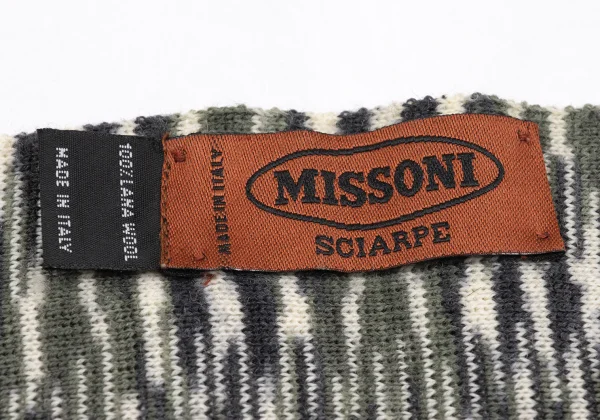 100% LANA WOOL
MADE IN ITALY
MADE IN ITALY
MISSONI
SCIARPE